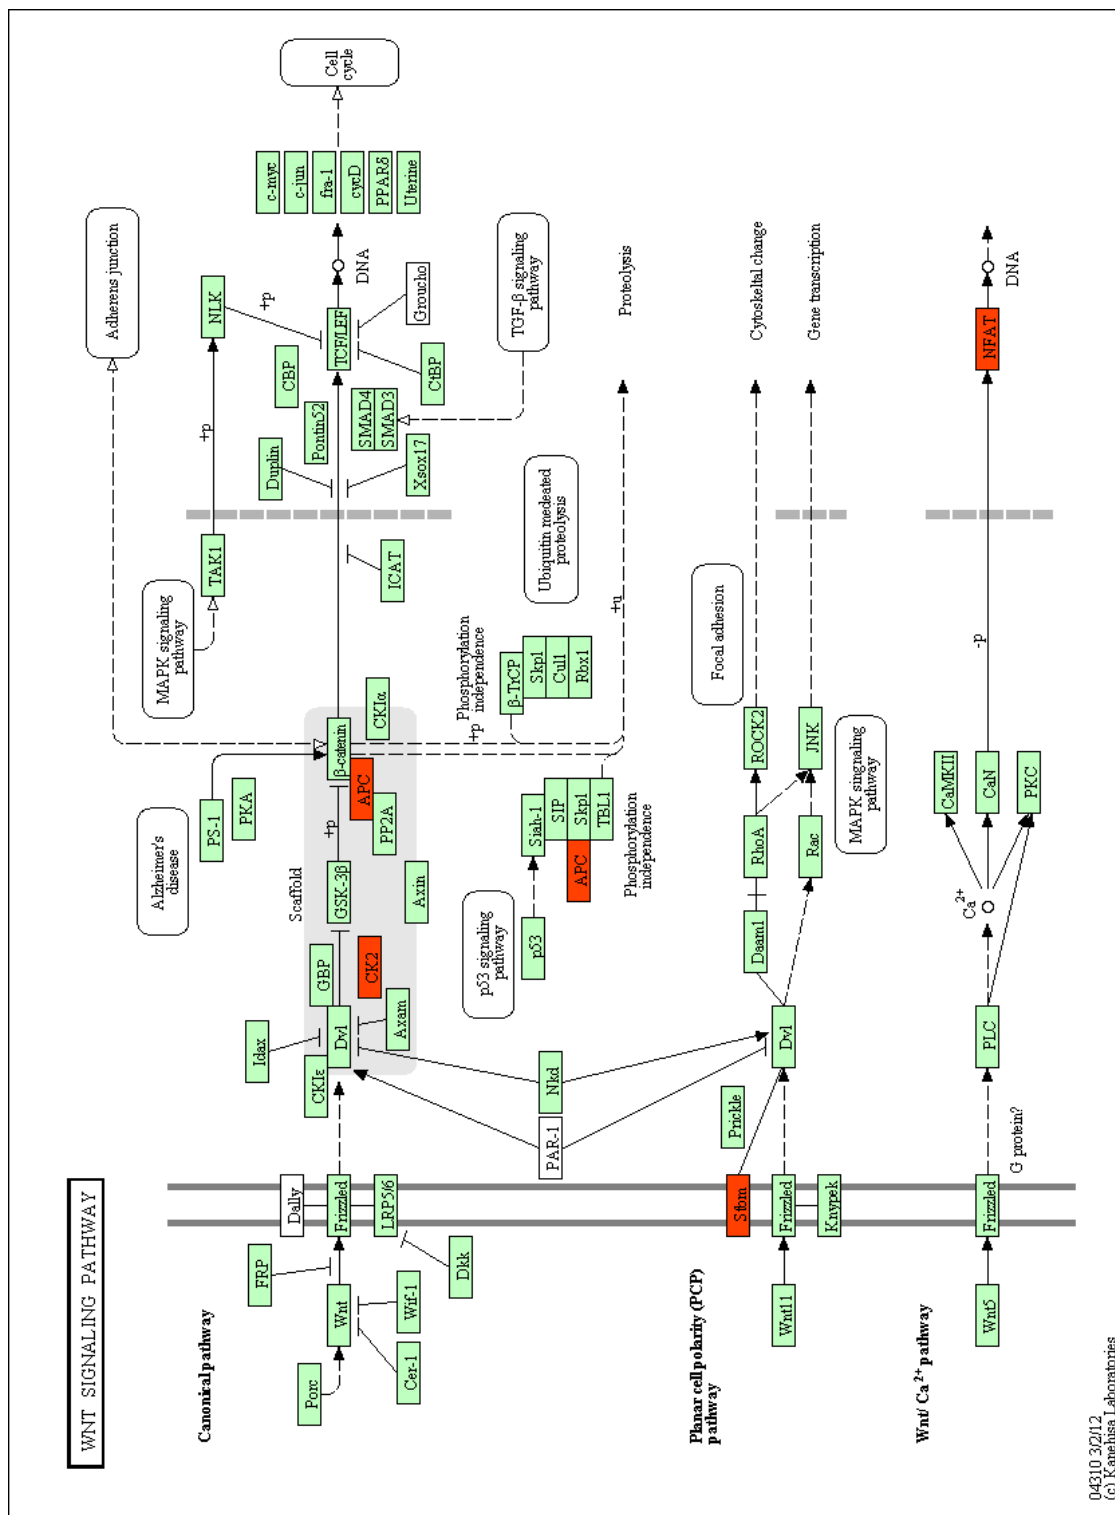 WNT SIGNALING PATHWAY
Canonical pathway
Porc
Wnt
Cer-1
Wif-1
FRP
Dkk
Dally
Frizzled
LRP5/6
Idax
CKIε
Dvl
GBP
Axam
CK2
Scaffold
GSK-3β
Axin
+p
APC
PP2A
β-catenin
CKIα
Alzheimer's
disease
PS-1
PKA
MAPK signaling
pathway
TAK1
+p
NLK
+p
Adherens junction
ICAT
Duplin
Xsox17
Pontin52
SMAD4
SMAD3
CBP
TCF/LEF
CtBP
Groucho
DNA
c-myc
c-jun
fra-1
cycD
PPARδ
Uterine
Cell
cycle
TGF-β signaling
pathway
PAR-1
Nkd
p53 signaling
pathway
p53
Siah-1
SIP
Skp1
TBL1
APC
Phosphorylation
independence
+p
Phosphorylation
independence
β-TrCP
Skp1
Cul1
Rbx1
Ubiquitin medeated
proteolysis
+u
Proteolysis
Planar cell polarity (PCP)
pathway
Wnt11
Stbm
Frizzled
Knypek
Prickle
Dvl
Daam1
RhoA
Rac
ROCK2
JNK
Focal adhesion
MAPK singnaling
pathway
Cytoskeltal change
Gene transcription
Wnt/ Ca2+ pathway
Wnt5
Frizzled
G protein?
PLC
Ca2+
CaMKII
CaN
PKC
-p
NFAT
DNA
04310 3/2/12
(c) Kanehisa Laboratories